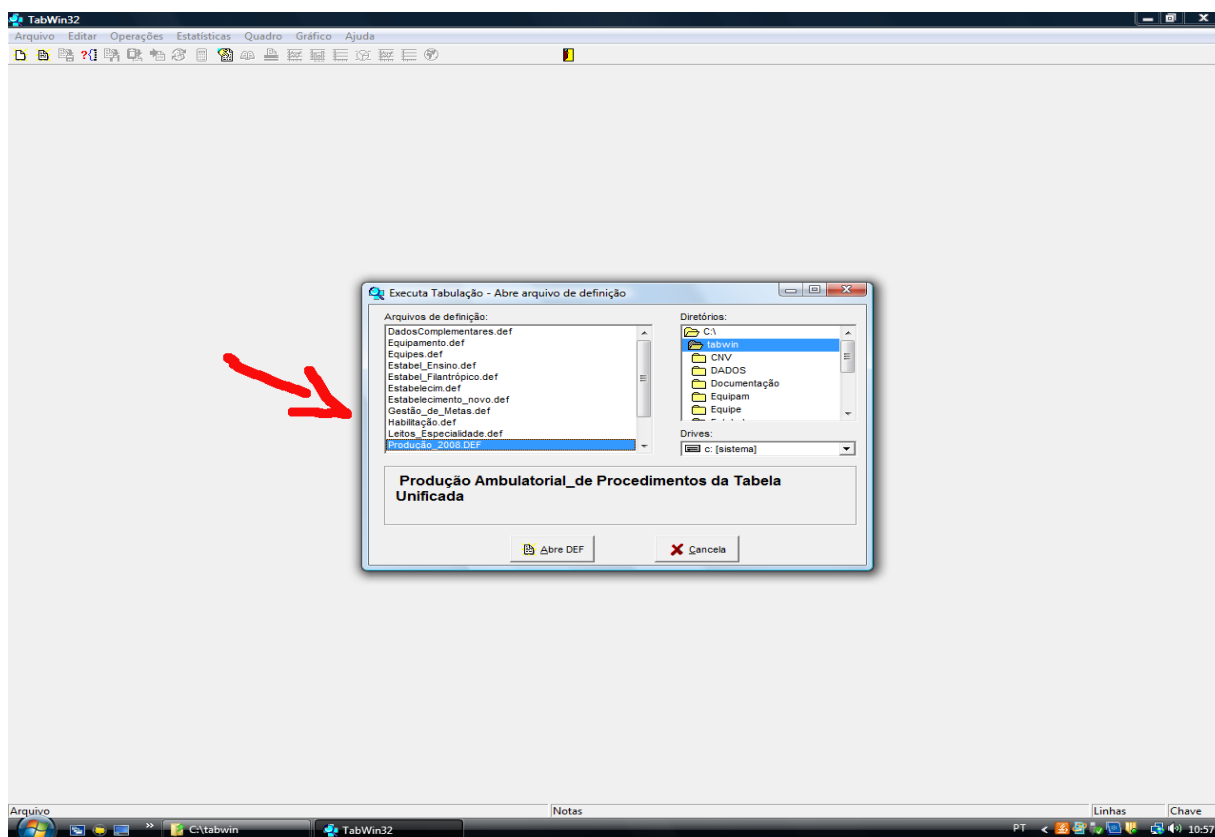 TabWin32
Arquivo Editar Operações Estatísticas Quadro Gráfico Ajuda
Executa Tabulação - Abre arquivo de definição
Arquivos de definição:
DadosComplementares.def
Equipamento.def
Equipes.def
Estabel_Ensino.def
Estabel_Filantrópico.def
Estabelecim.def
Estabelecimento_novo.def
Gestão_de_Metas.def
Habilitação.def
Leitos_Especialidade.def
Produção_2008.DEF
Diretórios:
C:\
tabwin
CNV
DADOS
Documentação
Equipam
Equipe
Drives:
c: [sistema]
Produção Ambulatorial_de Procedimentos da Tabela
Unificada
Abre DEF
Cancela
Arquivo Notas Linhas Chave
C:\tabwin TabWin32 PT 10:57